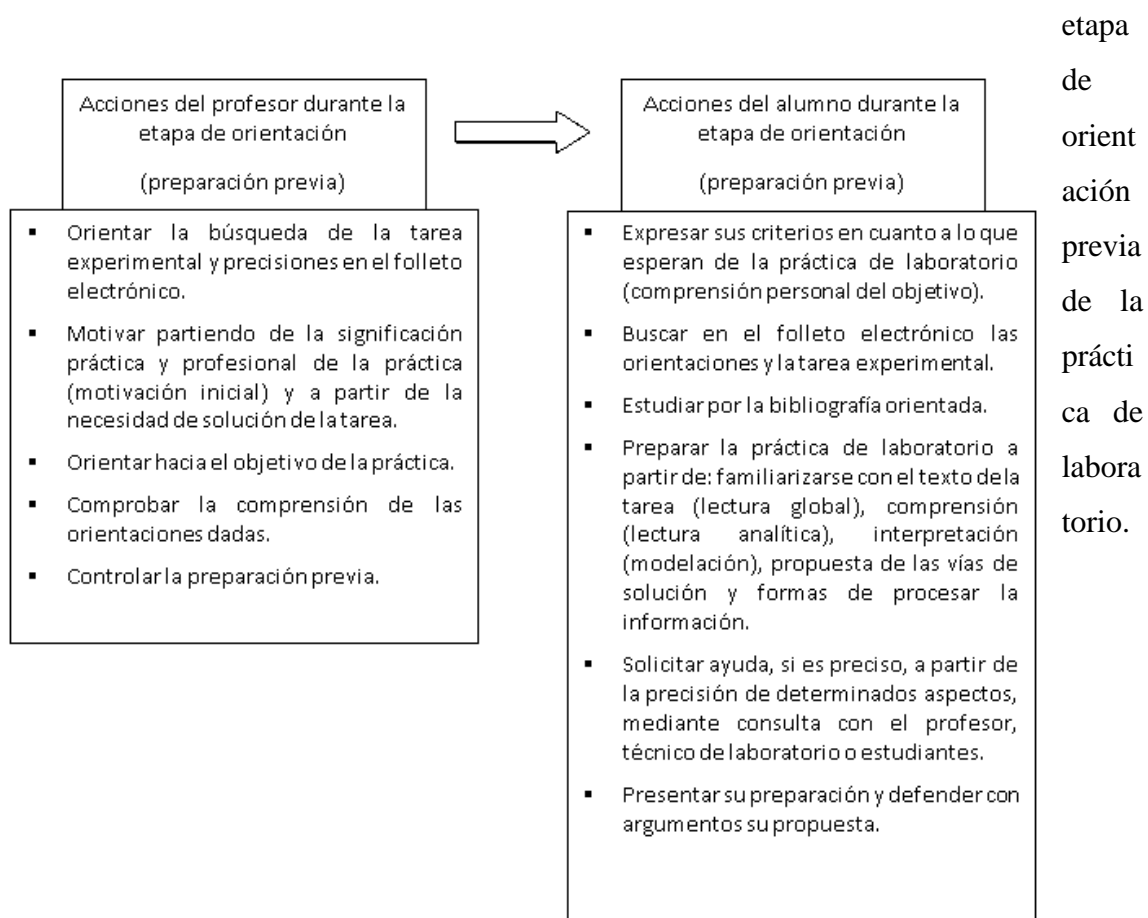 Acciones del profesor durante la
etapa de orientación
(preparación previa)
▪ Orientar la búsqueda de la tarea
experimental y precisiones en el folleto
electrónico.
▪ Motivar partiendo de la significación
práctica y profesional de la práctica
(motivación inicial) y a partir de la
necesidad de solución de la tarea.
▪ Orientar hacia el objetivo de la práctica.
▪ Comprobar la comprensión de las
orientaciones dadas.
▪ Controlar la preparación previa.
Acciones del alumno durante la
etapa de orientación
(preparación previa)
▪ Expresar sus criterios en cuanto a lo que
esperan de la práctica de laboratorio
(comprensión personal del objetivo).
▪ Buscar en el folleto electrónico las
orientaciones y la tarea experimental.
▪ Estudiar por la bibliografía orientada.
▪ Preparar la práctica de laboratorio a
partir de: familiarizarse con el texto de la
tarea (lectura global), comprensión
(lectura analítica), interpretación
(modelación), propuesta de las vías de
solución y formas de procesar la
información.
▪ Solicitar ayuda, si es preciso, a partir de
la precisión de determinados aspectos,
mediante consulta con el profesor,
técnico de laboratorio o estudiantes.
▪ Presentar su preparación y defender con
argumentos su propuesta.
etapa
de
orient
ación
previa
de la
prácti
ca de
labora
torio.